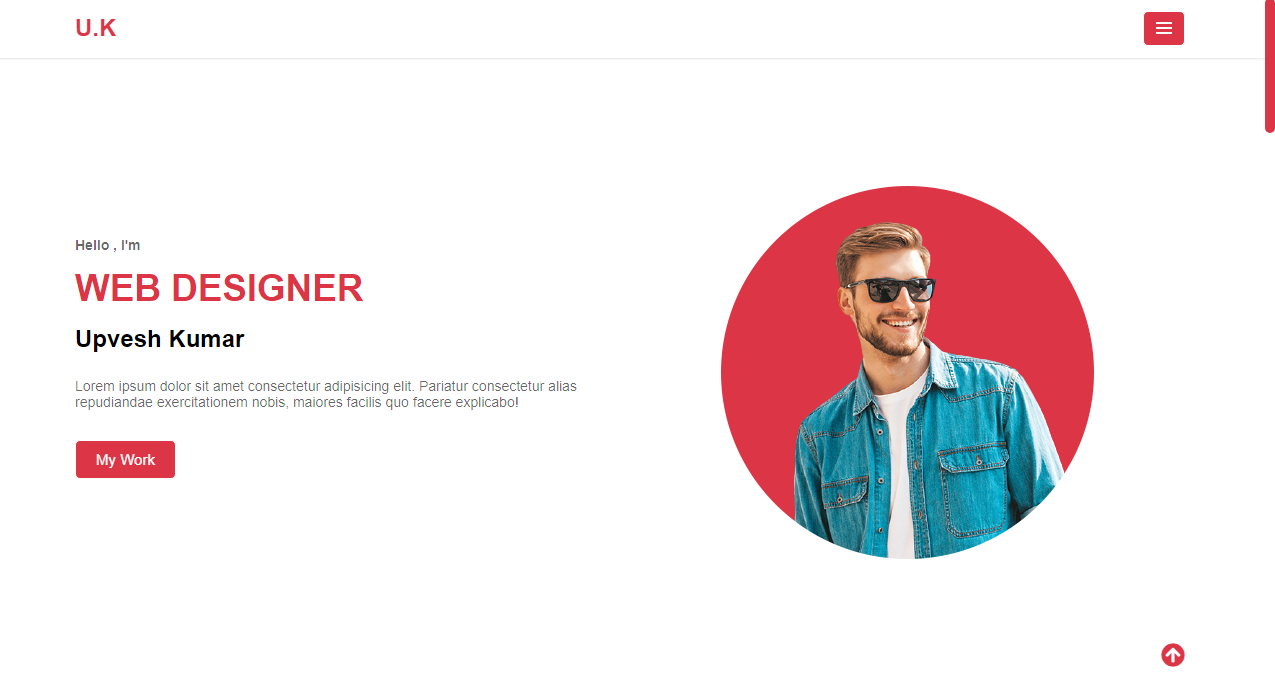 U.K
Hello , I'm
WEB DESIGNER
Upvesh Kumar
Lorem ipsum dolor sit amet consectetur adipisicing elit. Pariatur consectetur alias
repudiandae exercitationem nobis, maiores facilis quo facere explicabo!
My Work